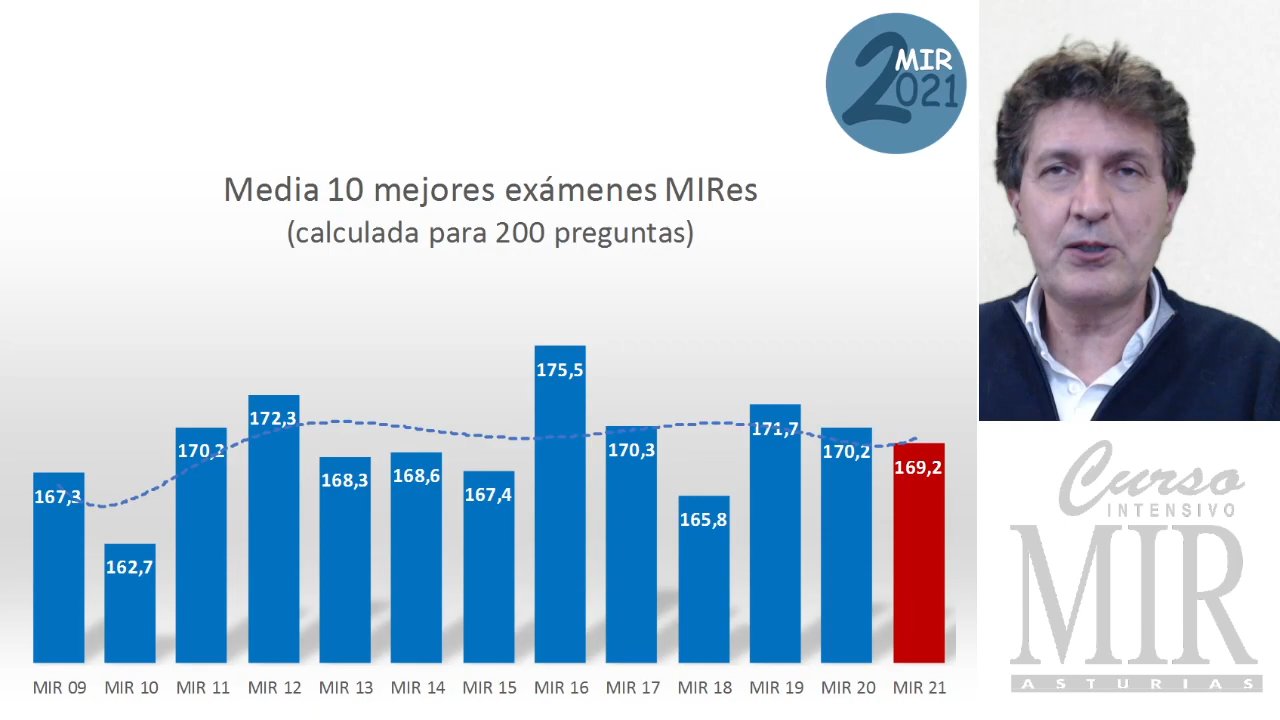 MIR
2021
Media 10 mejores exámenes MIRes
(calculada para 200 preguntas)
167,3
162,7
170,2
172,3
168,3
168,6
167,4
175,5
170,3
165,8
171,7
170,2
169,2
MIR 09
MIR 10
MIR 11
MIR 12
MIR 13
MIR 14
MIR 15
MIR 16
MIR 17
MIR 18
MIR 19
MIR 20
MIR 21
Curso
INTENSIVO
MIR
ASTURIAS